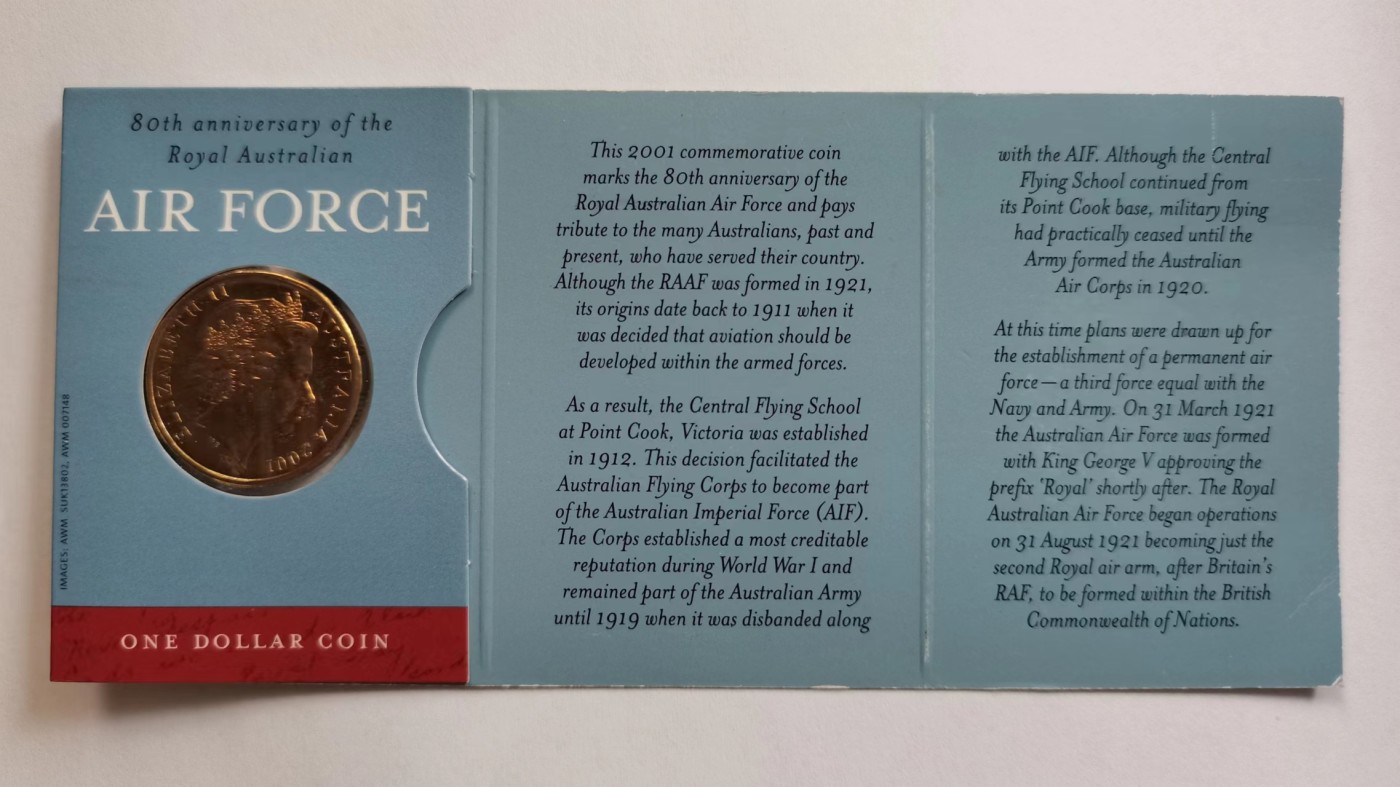 80th anniversary of the
Royal Australian
AIR FORCE
ELIZABETH II
AUSTRALIA 2001
IMAGES: AWM SUK13802, AWM 007148
ONE DOLLAR COIN
This 2001 commemorative coin
marks the 80th anniversary of the
Royal Australian Air Force and pays
tribute to the many Australians, past and
present, who have served their country.
Although the RAAF was formed in 1921,
its origins date back to 1911 when it
was decided that aviation should be
developed within the armed forces.
As a result, the Central Flying School
at Point Cook, Victoria was established
in 1912. This decision facilitated the
Australian Flying Corps to become part
of the Australian Imperial Force (AIF).
The Corps established a most creditable
reputation during World War I and
remained part of the Australian Army
until 1919 when it was disbanded along
with the AIF. Although the Central
Flying School continued from
its Point Cook base, military flying
had practically ceased until the
Army formed the Australian
Air Corps in 1920.
At this time plans were drawn up for
the establishment of a permanent air
force — a third force equal with the
Navy and Army. On 31 March 1921
the Australian Air Force was formed
with King George V approving the
prefix 'Royal' shortly after. The Royal
Australian Air Force began operations
on 31 August 1921 becoming just the
second Royal air arm, after Britain's
RAF, to be formed within the British
Commonwealth of Nations.